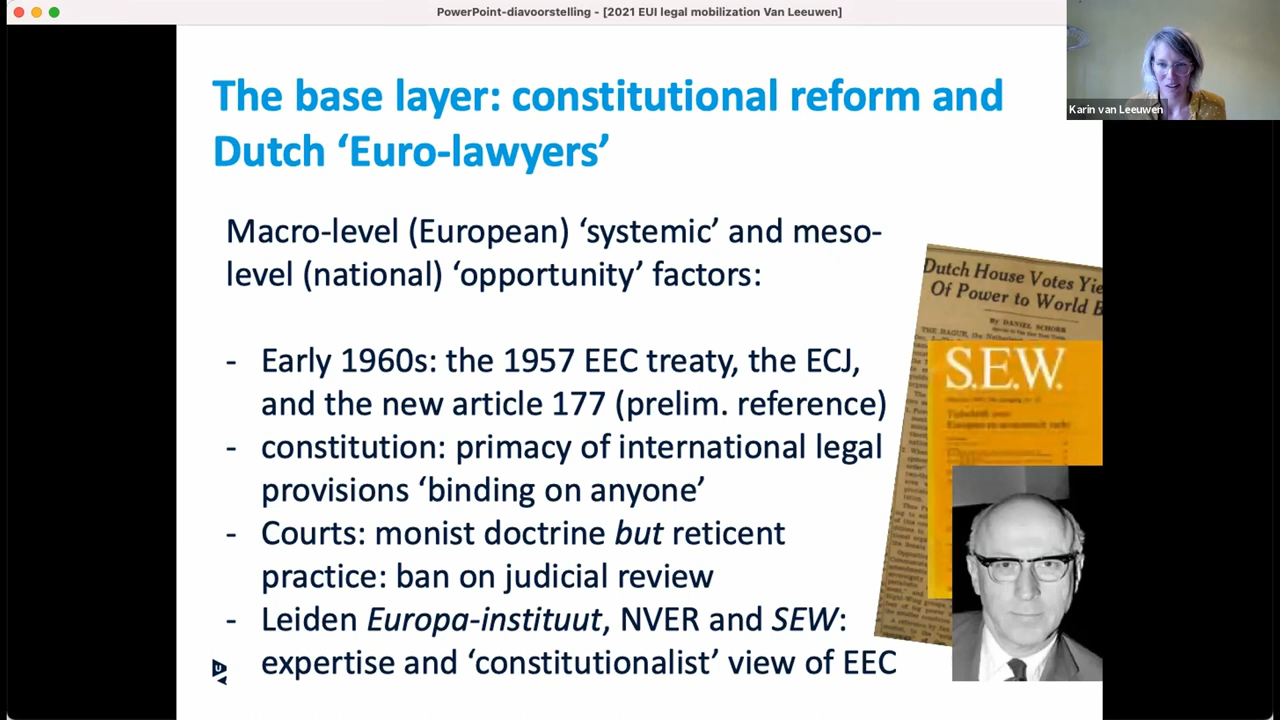 PowerPoint-diavoorstelling - [2021 EUI legal mobilization Van Leeuwen]
Karin van Leeuwen
The base layer: constitutional reform and
Dutch ‘Euro-lawyers’
Macro-level (European) ‘systemic’ and meso-
level (national) ‘opportunity’ factors:
- Early 1960s: the 1957 EEC treaty, the ECJ,
and the new article 177 (prelim. reference)
- constitution: primacy of international legal
provisions ‘binding on anyone’
- Courts: monist doctrine but reticent
practice: ban on judicial review
- Leiden Europa-instituut, NVER and SEW:
expertise and ‘constitutionalist’ view of EEC
Dutch House Votes Yie
Of Power to World B
By DANIEL SCHORR
S.E.W.